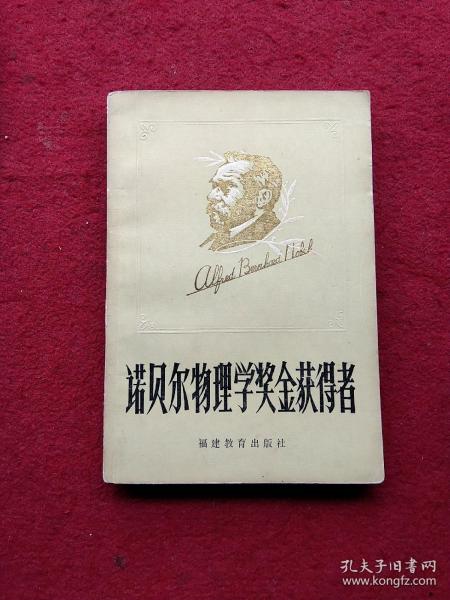 Alfred Bernhard Nobel
诺贝尔物理学奖金获得者
福建教育出版社
孔夫子旧书网
www.kongfz.com